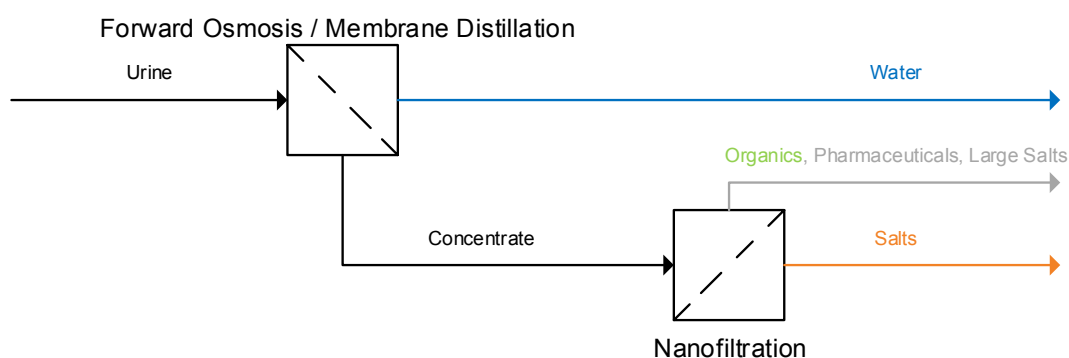 Forward Osmosis / Membrane Distillation
Urine
Water
Organics, Pharmaceuticals, Large Salts
Concentrate
Salts
Nanofiltration